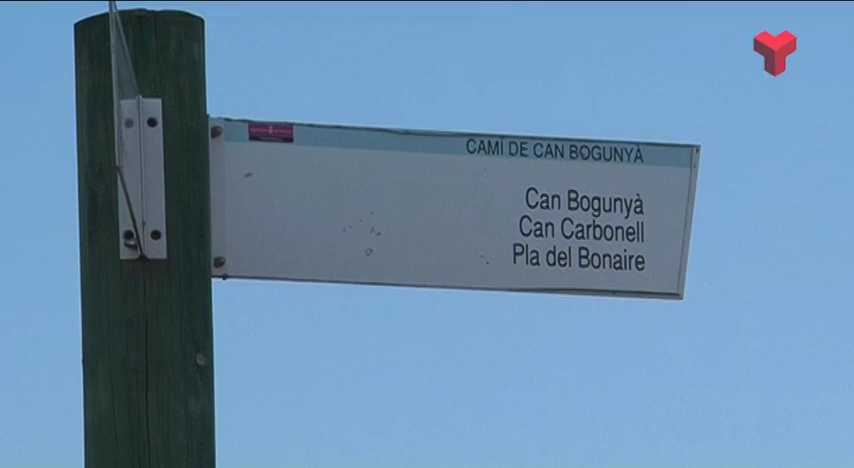 CAMÍ DE CAN BOGUNYÀ
Can Bogunyà
Can Carbonell
Pla del Bonaire